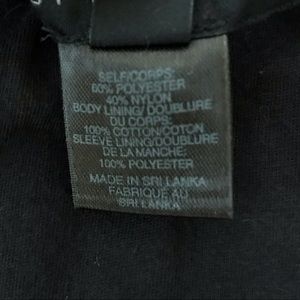 SELF/CORPS:
60% POLYESTER
40% NYLON
BODY LINING/ DOUBLURE
DU CORPS:
100% COTTON/COTON
SLEEVE LINING/DOUBLURE
DE LA MANCHE:
100% POLYESTER
MADE IN SRI LANKA
FABRIQUE AU
SRI LANKA